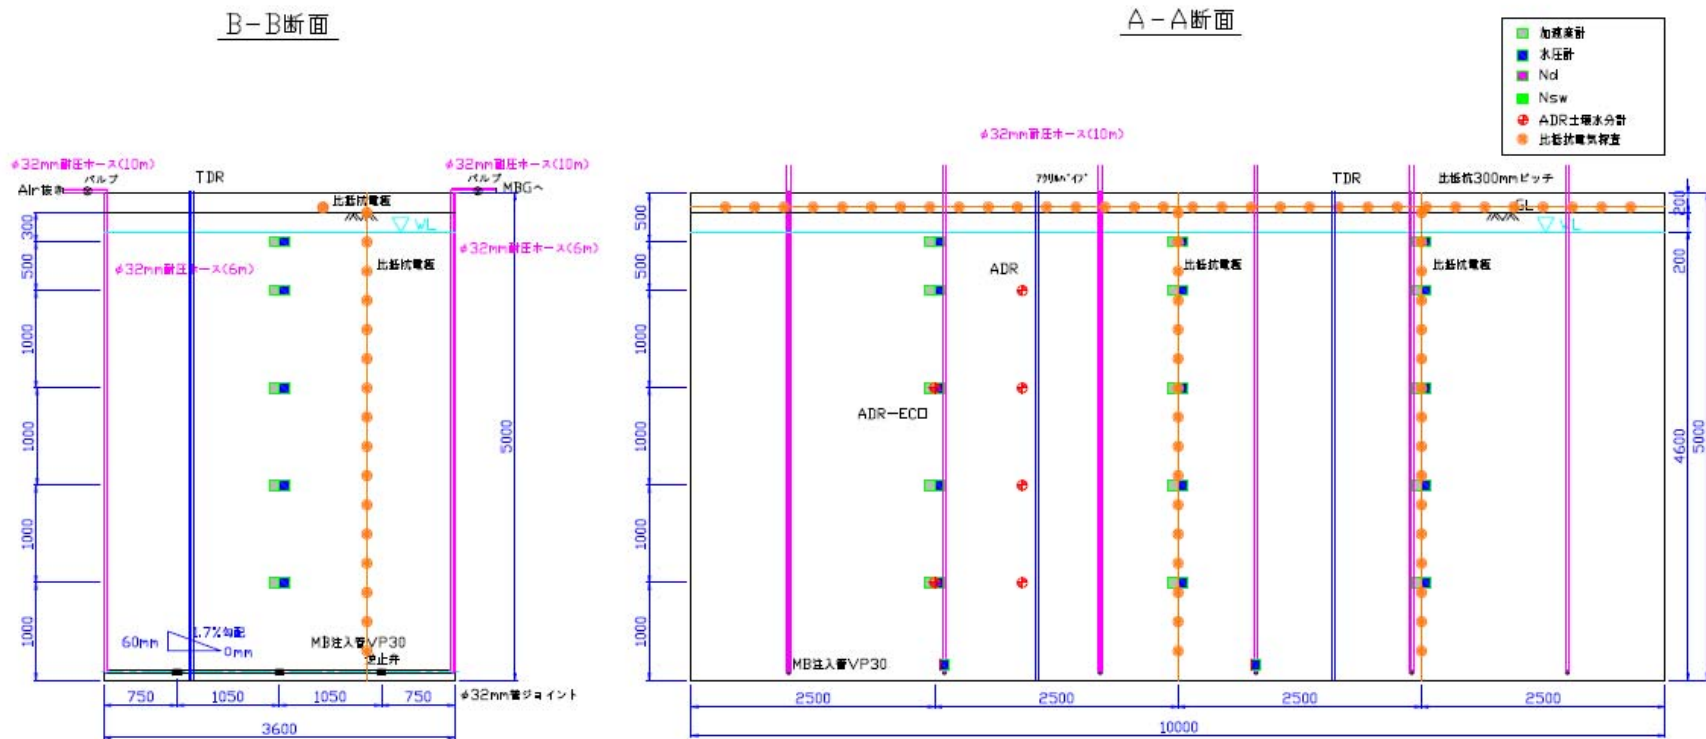 B-B断面
A-A断面
加速度計
水圧計
Nd
Nsw
ADR土壌水分計
比抵抗電気探査
φ32mm耐圧ホース(10m)
バルブ
Air抜き
TDR
比抵抗電極
φ32mm耐圧ホース(10m)
バルブ
MBGへ
WL
φ32mm耐圧ホース(6m)
φ32mm耐圧ホース(6m)
比抵抗電極
300
500
1000
1000
1000
1000
5000
60mm
1.7%勾配
0mm
MB注入管VP30
逆止弁
φ32mm管ジョイント
750
1050
1050
750
3600
φ32mm耐圧ホース(10m)
アクリルパイプ
TDR
比抵抗300mmピッチ
GL
WL
ADR
比抵抗電極
比抵抗電極
ADR-ECO
500
500
1000
1000
1000
1000
200
200
4600
5000
MB注入管VP30
2500
2500
2500
2500
10000